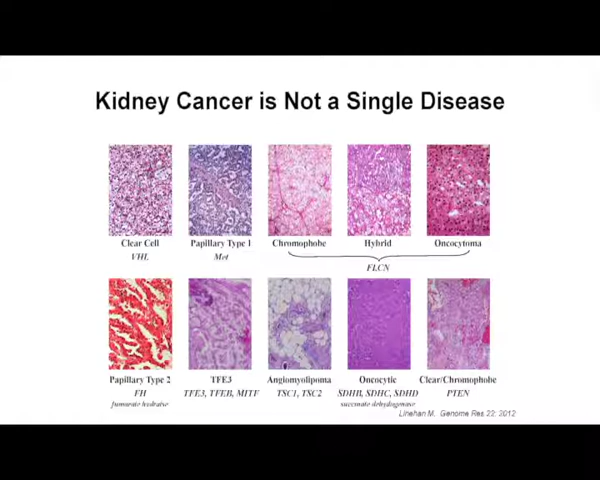 Kidney Cancer is Not a Single Disease
Clear Cell
VHL
Papillary Type 1
Met
Chromophobe
Hybrid
Oncocytoma
FLCN
Papillary Type 2
FH
fumarate hydratase
TFE3
TFE3, TFEB, MITF
Angiomyolipoma
TSC1, TSC2
Oncocytic
SDHB, SDHC, SDHD
succinate dehydrogenase
Clear/Chromophobe
PTEN
Linehan M. Genome Res 22: 2012